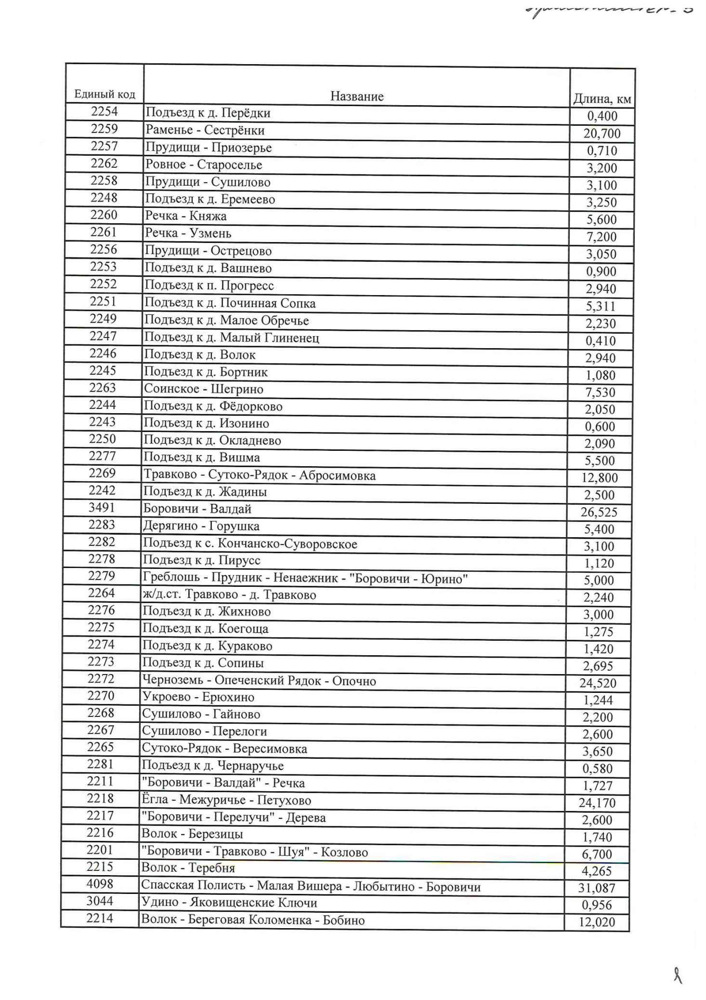 Единый код Название Длина, км
2254 Подъезд к д. Перёдки 0,400
2259 Раменье - Сестрёнки 20,700
2257 Прудищи - Приозерье 0,710
2262 Ровное - Староселье 3,200
2258 Прудищи - Сушилово 3,100
2248 Подъезд к д. Еремеево 3,250
2260 Речка - Княжа 5,600
2261 Речка - Узмень 7,200
2256 Прудищи - Острецово 3,050
2253 Подъезд к д. Вашнево 0,900
2252 Подъезд к п. Прогресс 2,940
2251 Подъезд к д. Починная Сопка 5,311
2249 Подъезд к д. Малое Обречье 2,230
2247 Подъезд к д. Малый Глиненец 0,410
2246 Подъезд к д. Волок 2,940
2245 Подъезд к д. Бортник 1,080
2263 Соинское - Шегрино 7,530
2244 Подъезд к д. Фёдорково 2,050
2243 Подъезд к д. Изонино 0,600
2250 Подъезд к д. Окладнево 2,090
2277 Подъезд к д. Вишма 5,500
2269 Травково - Сутоко-Рядок - Абросимовка 12,800
2242 Подъезд к д. Жадины 2,500
3491 Боровичи - Валдай 26,525
2283 Дерягино - Горушка 5,400
2282 Подъезд к с. Кончанско-Суворовское 3,100
2278 Подъезд к д. Пирусс 1,120
2279 Греблошь - Прудник - Ненаежник - "Боровичи - Юрино" 5,000
2264 ж/д.ст. Травково - д. Травково 2,240
2276 Подъезд к д. Жихново 3,000
2275 Подъезд к д. Коегоща 1,275
2274 Подъезд к д. Кураково 1,420
2273 Подъезд к д. Сопины 2,695
2272 Черноземь - Опеченский Рядок - Опочно 24,520
2270 Укроево - Ерюхино 1,244
2268 Сушилово - Гайново 2,200
2267 Сушилово - Перелоги 2,600
2265 Сутоко-Рядок - Вересимовка 3,650
2281 Подъезд к д. Чернаручье 0,580
2211 "Боровичи - Валдай" - Речка 1,727
2218 Ёгла - Межуричье - Петухово 24,170
2217 "Боровичи - Перелучи" - Дерева 2,600
2216 Волок - Березицы 1,740
2201 "Боровичи - Травково - Шуя" - Козлово 6,700
2215 Волок - Теребня 4,265
4098 Спасская Полисть - Малая Вишера - Любытино - Боровичи 31,087
3044 Удино - Яковищенские Ключи 0,956
2214 Волок - Береговая Коломенка - Бобино 12,020